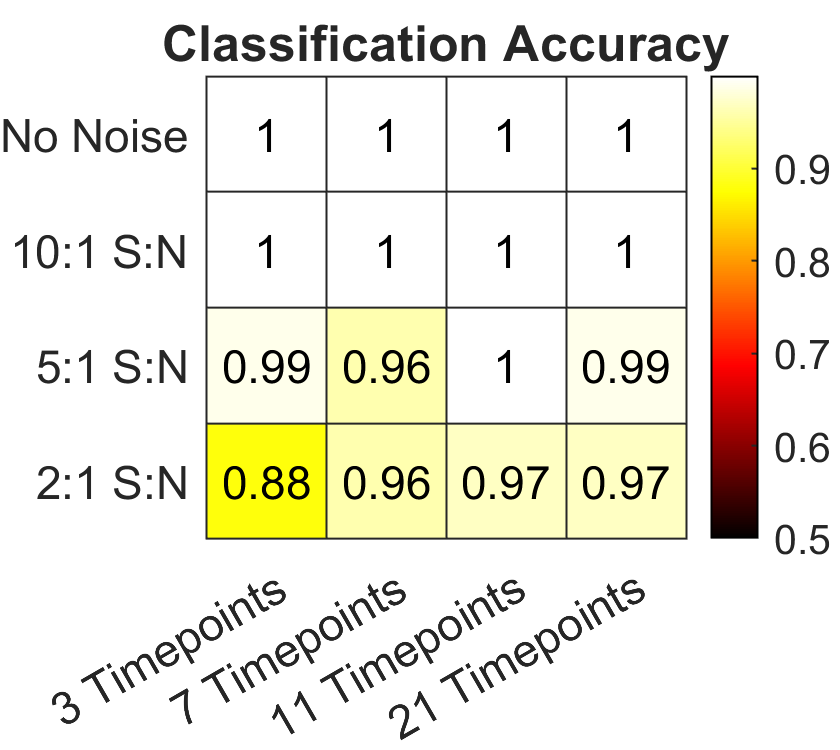 Classification Accuracy
No Noise 1 1 1 1
10:1 S:N 1 1 1 1
5:1 S:N 0.99 0.96 1 0.99
2:1 S:N 0.88 0.96 0.97 0.97
3 Timepoints
7 Timepoints
11 Timepoints
21 Timepoints
0.9
0.8
0.7
0.6
0.5